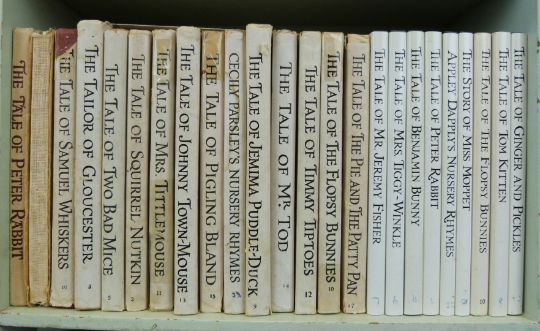 The Tale of Peter Rabbit
The Tale of Samuel Whiskers
The Tailor of Gloucester
The Tale of Two Bad Mice
The Tale of Squirrel Nutkin
The Tale of Mrs. Tittlemouse
The Tale of Johnny Town-Mouse
The Tale of Pigling Bland
Cecily Parsley's Nursery Rhymes
The Tale of Jemima Puddle-Duck
The Tale of Mr. Tod
The Tale of Timmy Tiptoes
The Tale of The Flopsy Bunnies
The Tale of The Pie and The Patty Pan
The Tale of Mr Jeremy Fisher
The Tale of Mrs Tiggy-Winkle
The Tale of Benjamin Bunny
The Tale of Peter Rabbit
Appley Dapply's Nursery Rhymes
The Story of Miss Moppet
The Tale of The Flopsy Bunnies
The Tale of Tom Kitten
The Tale of Ginger and Pickles